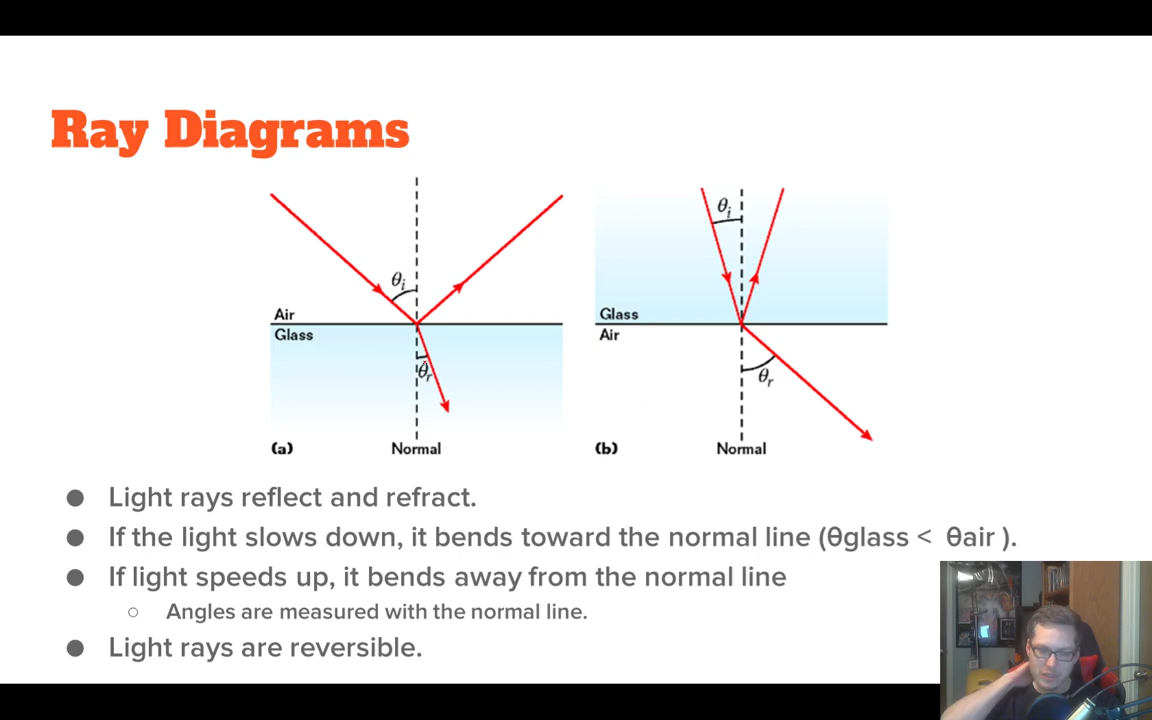 Ray Diagrams
θi
Air
Glass
θr
(a)
Normal
θi
Glass
Air
θr
(b)
Normal
● Light rays reflect and refract.
● If the light slows down, it bends toward the normal line (θglass < θair ).
● If light speeds up, it bends away from the normal line
○ Angles are measured with the normal line.
● Light rays are reversible.